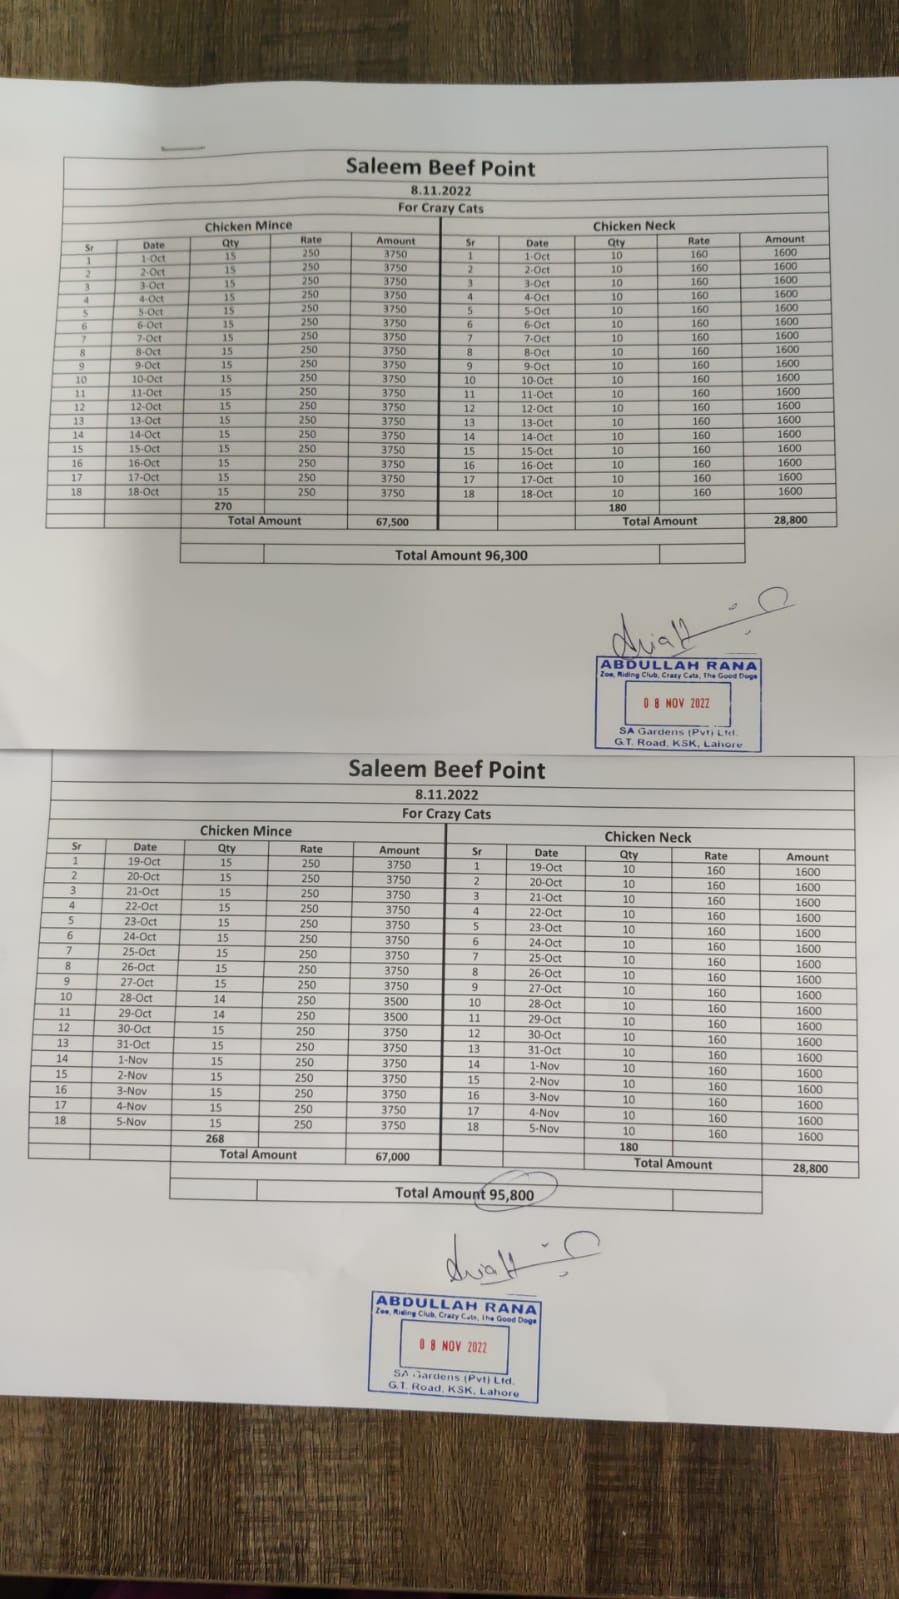 Saleem Beef Point
8.11.2022
For Crazy Cats
Chicken Mince Chicken Neck
Sr Date Qty Rate Amount Sr Date Qty Rate Amount
1 1-Oct 15 250 3750 1 1-Oct 10 160 1600
2 2-Oct 15 250 3750 2 2-Oct 10 160 1600
3 3-Oct 15 250 3750 3 3-Oct 10 160 1600
4 4-Oct 15 250 3750 4 4-Oct 10 160 1600
5 5-Oct 15 250 3750 5 5-Oct 10 160 1600
6 6-Oct 15 250 3750 6 6-Oct 10 160 1600
7 7-Oct 15 250 3750 7 7-Oct 10 160 1600
8 8-Oct 15 250 3750 8 8-Oct 10 160 1600
9 9-Oct 15 250 3750 9 9-Oct 10 160 1600
10 10-Oct 15 250 3750 10 10-Oct 10 160 1600
11 11-Oct 15 250 3750 11 11-Oct 10 160 1600
12 12-Oct 15 250 3750 12 12-Oct 10 160 1600
13 13-Oct 15 250 3750 13 13-Oct 10 160 1600
14 14-Oct 15 250 3750 14 14-Oct 10 160 1600
15 15-Oct 15 250 3750 15 15-Oct 10 160 1600
16 16-Oct 15 250 3750 16 16-Oct 10 160 1600
17 17-Oct 15 250 3750 17 17-Oct 10 160 1600
18 18-Oct 15 250 3750 18 18-Oct 10 160 1600
270 180
Total Amount 67,500 Total Amount 28,800
Total Amount 96,300
ABDULLAH RANA
Zoo, Riding Club, Crazy Cats, The Good Dogs
08 NOV 2022
SA Gardens (Pvt) Ltd.
G.T. Road, KSK, Lahore
Saleem Beef Point
8.11.2022
For Crazy Cats
Chicken Mince Chicken Neck
Sr Date Qty Rate Amount Sr Date Qty Rate Amount
1 19-Oct 15 250 3750 1 19-Oct 10 160 1600
2 20-Oct 15 250 3750 2 20-Oct 10 160 1600
3 21-Oct 15 250 3750 3 21-Oct 10 160 1600
4 22-Oct 15 250 3750 4 22-Oct 10 160 1600
5 23-Oct 15 250 3750 5 23-Oct 10 160 1600
6 24-Oct 15 250 3750 6 24-Oct 10 160 1600
7 25-Oct 15 250 3750 7 25-Oct 10 160 1600
8 26-Oct 15 250 3750 8 26-Oct 10 160 1600
9 27-Oct 15 250 3750 9 27-Oct 10 160 1600
10 28-Oct 14 250 3500 10 28-Oct 10 160 1600
11 29-Oct 14 250 3500 11 29-Oct 10 160 1600
12 30-Oct 15 250 3750 12 30-Oct 10 160 1600
13 31-Oct 15 250 3750 13 31-Oct 10 160 1600
14 1-Nov 15 250 3750 14 1-Nov 10 160 1600
15 2-Nov 15 250 3750 15 2-Nov 10 160 1600
16 3-Nov 15 250 3750 16 3-Nov 10 160 1600
17 4-Nov 15 250 3750 17 4-Nov 10 160 1600
18 5-Nov 15 250 3750 18 5-Nov 10 160 1600
268 180
Total Amount 67,000 Total Amount 28,800
Total Amount 95,800
ABDULLAH RANA
Zoo, Riding Club, Crazy Cats, The Good Dogs
08 NOV 2022
SA Gardens (Pvt) Ltd.
G.T. Road, KSK, Lahore